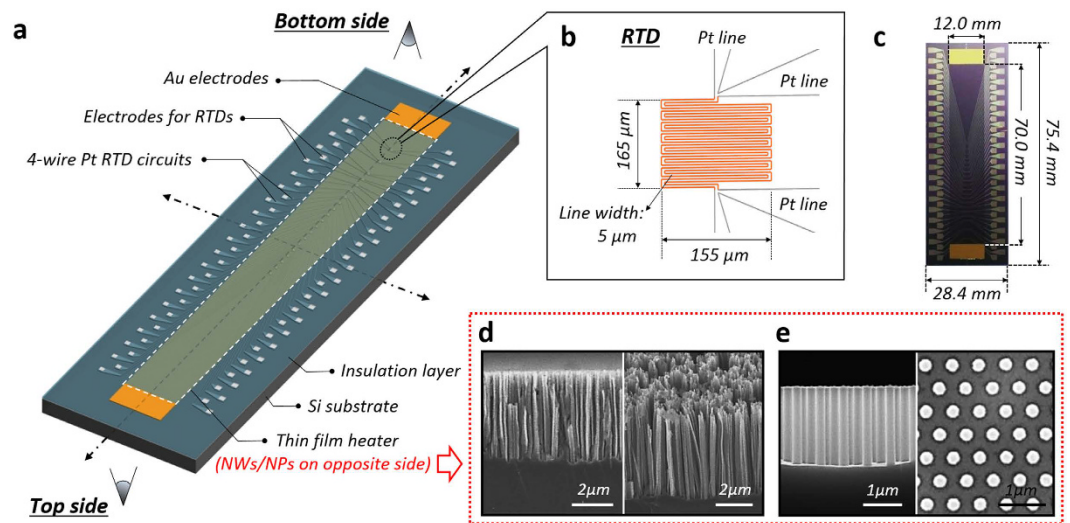 a
Bottom side
Au electrodes
Electrodes for RTDs
4-wire Pt RTD circuits
Insulation layer
Si substrate
Thin film heater
(NWs/NPs on opposite side)
Top side
b
RTD
Pt line
Pt line
165 µm
Line width:
5 µm
155 µm
Pt line
c
12.0 mm
70.0 mm
75.4 mm
28.4 mm
d
2µm
2µm
e
1µm
1µm